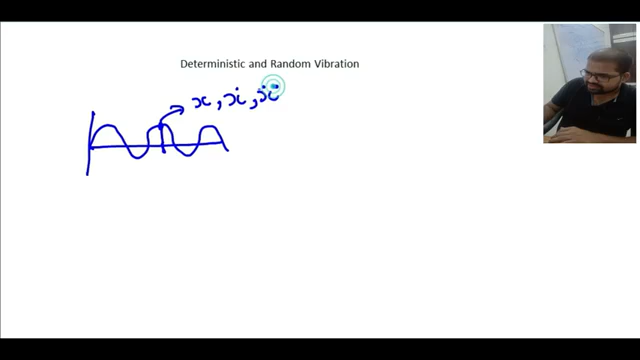 Deterministic and Random Vibration
x, ẋ, ẍ